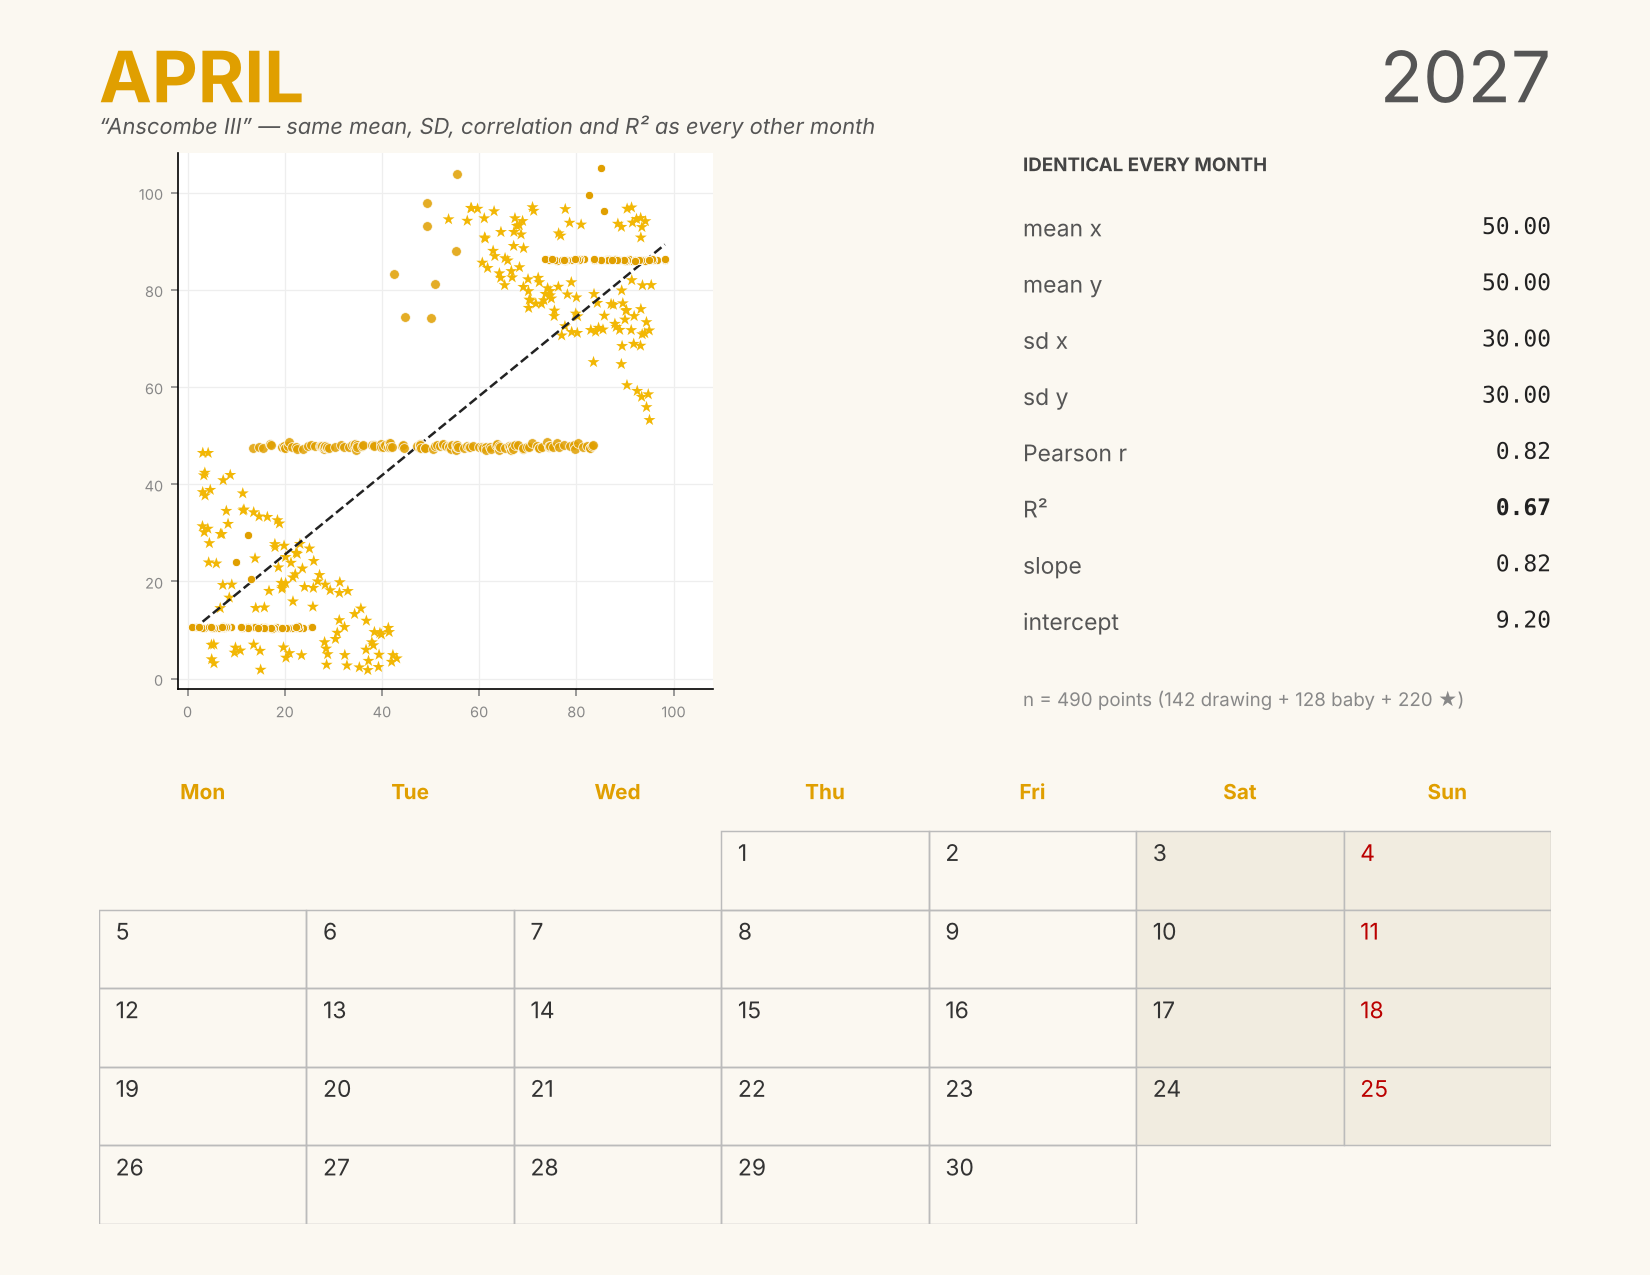 APRIL 2027
“Anscombe III” — same mean, SD, correlation and R² as every other month
IDENTICAL EVERY MONTH
mean x 50.00
mean y 50.00
sd x 30.00
sd y 30.00
Pearson r 0.82
R² 0.67
slope 0.82
intercept 9.20
n = 490 points (142 drawing + 128 baby + 220 ★)
100
80
60
40
20
0
0 20 40 60 80 100
Mon Tue Wed Thu Fri Sat Sun
1 2 3 4
5 6 7 8 9 10 11
12 13 14 15 16 17 18
19 20 21 22 23 24 25
26 27 28 29 30